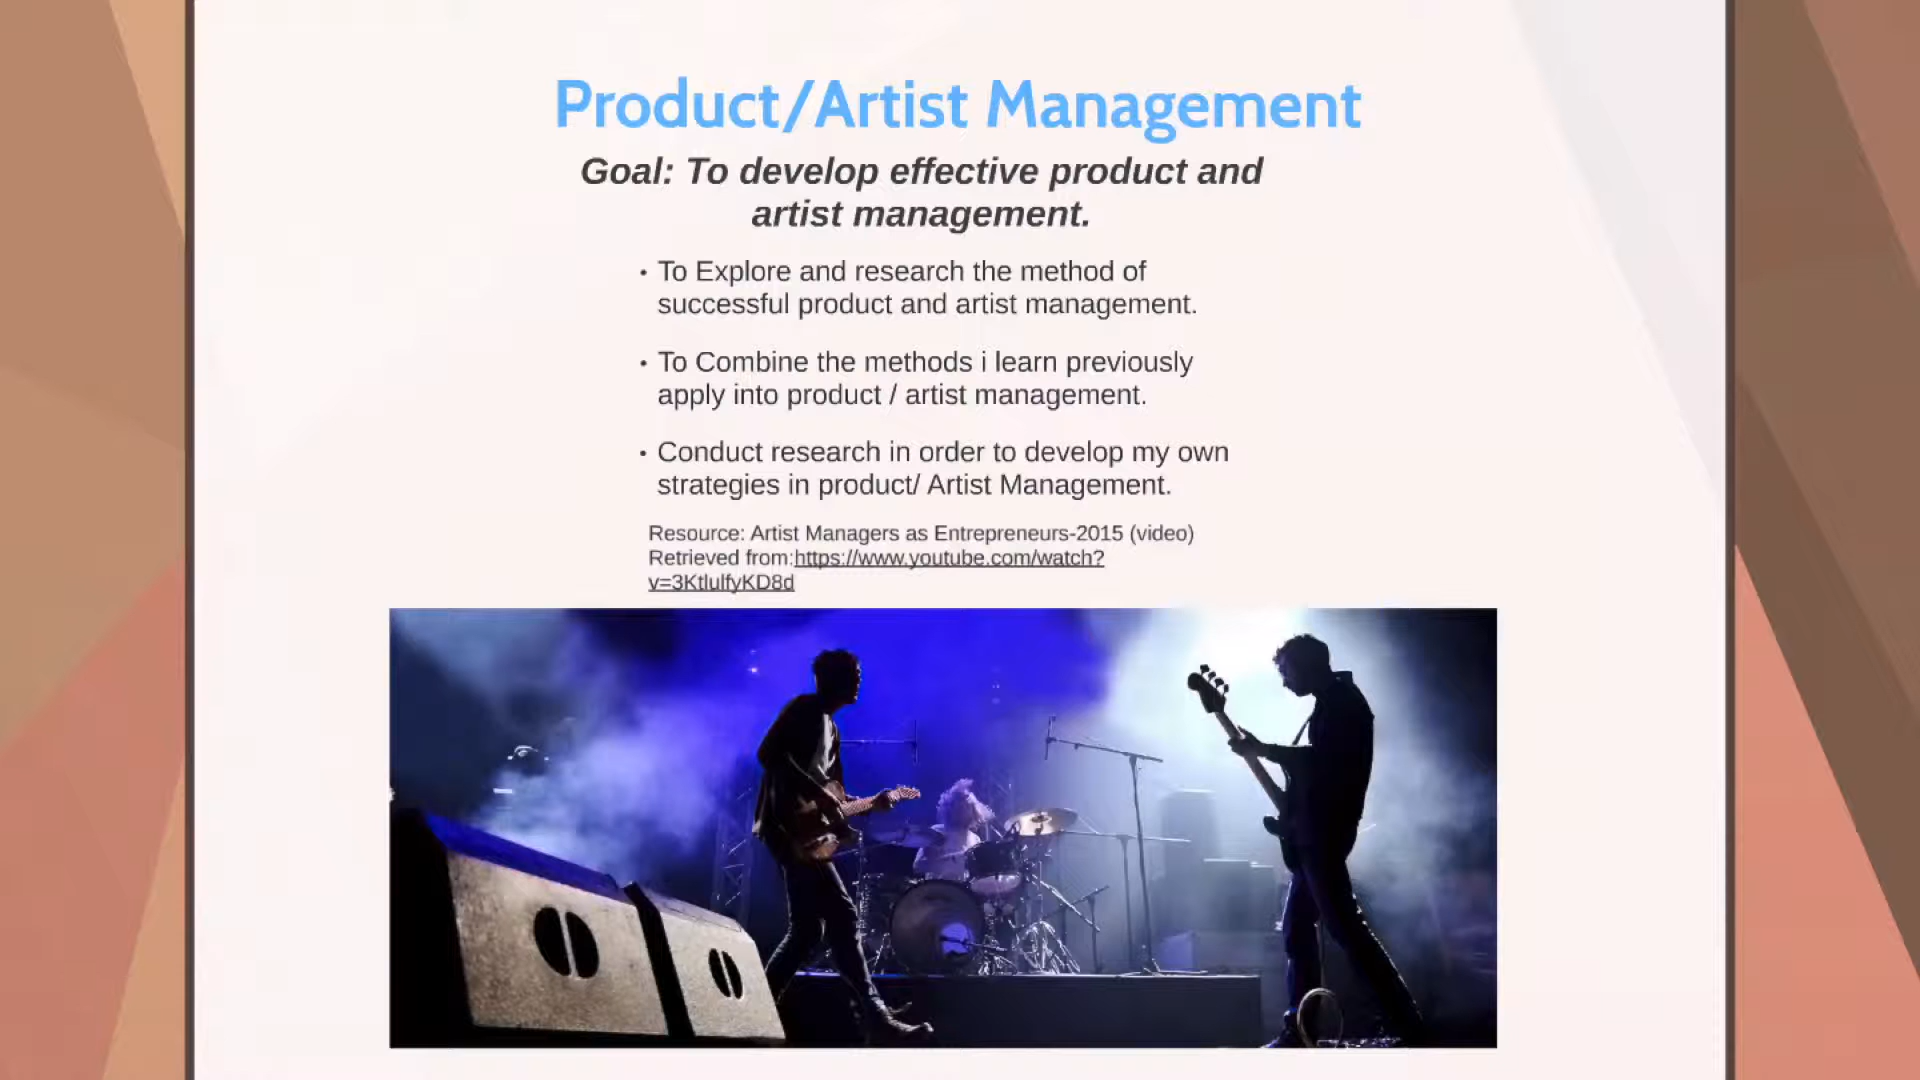 Product/Artist Management
Goal: To develop effective product and
artist management.
• To Explore and research the method of
successful product and artist management.
• To Combine the methods i learn previously
apply into product / artist management.
• Conduct research in order to develop my own
strategies in product/ Artist Management.
Resource: Artist Managers as Entrepreneurs-2015 (video)
Retrieved from:https://www.youtube.com/watch?
v=3KtlulfyKD8d